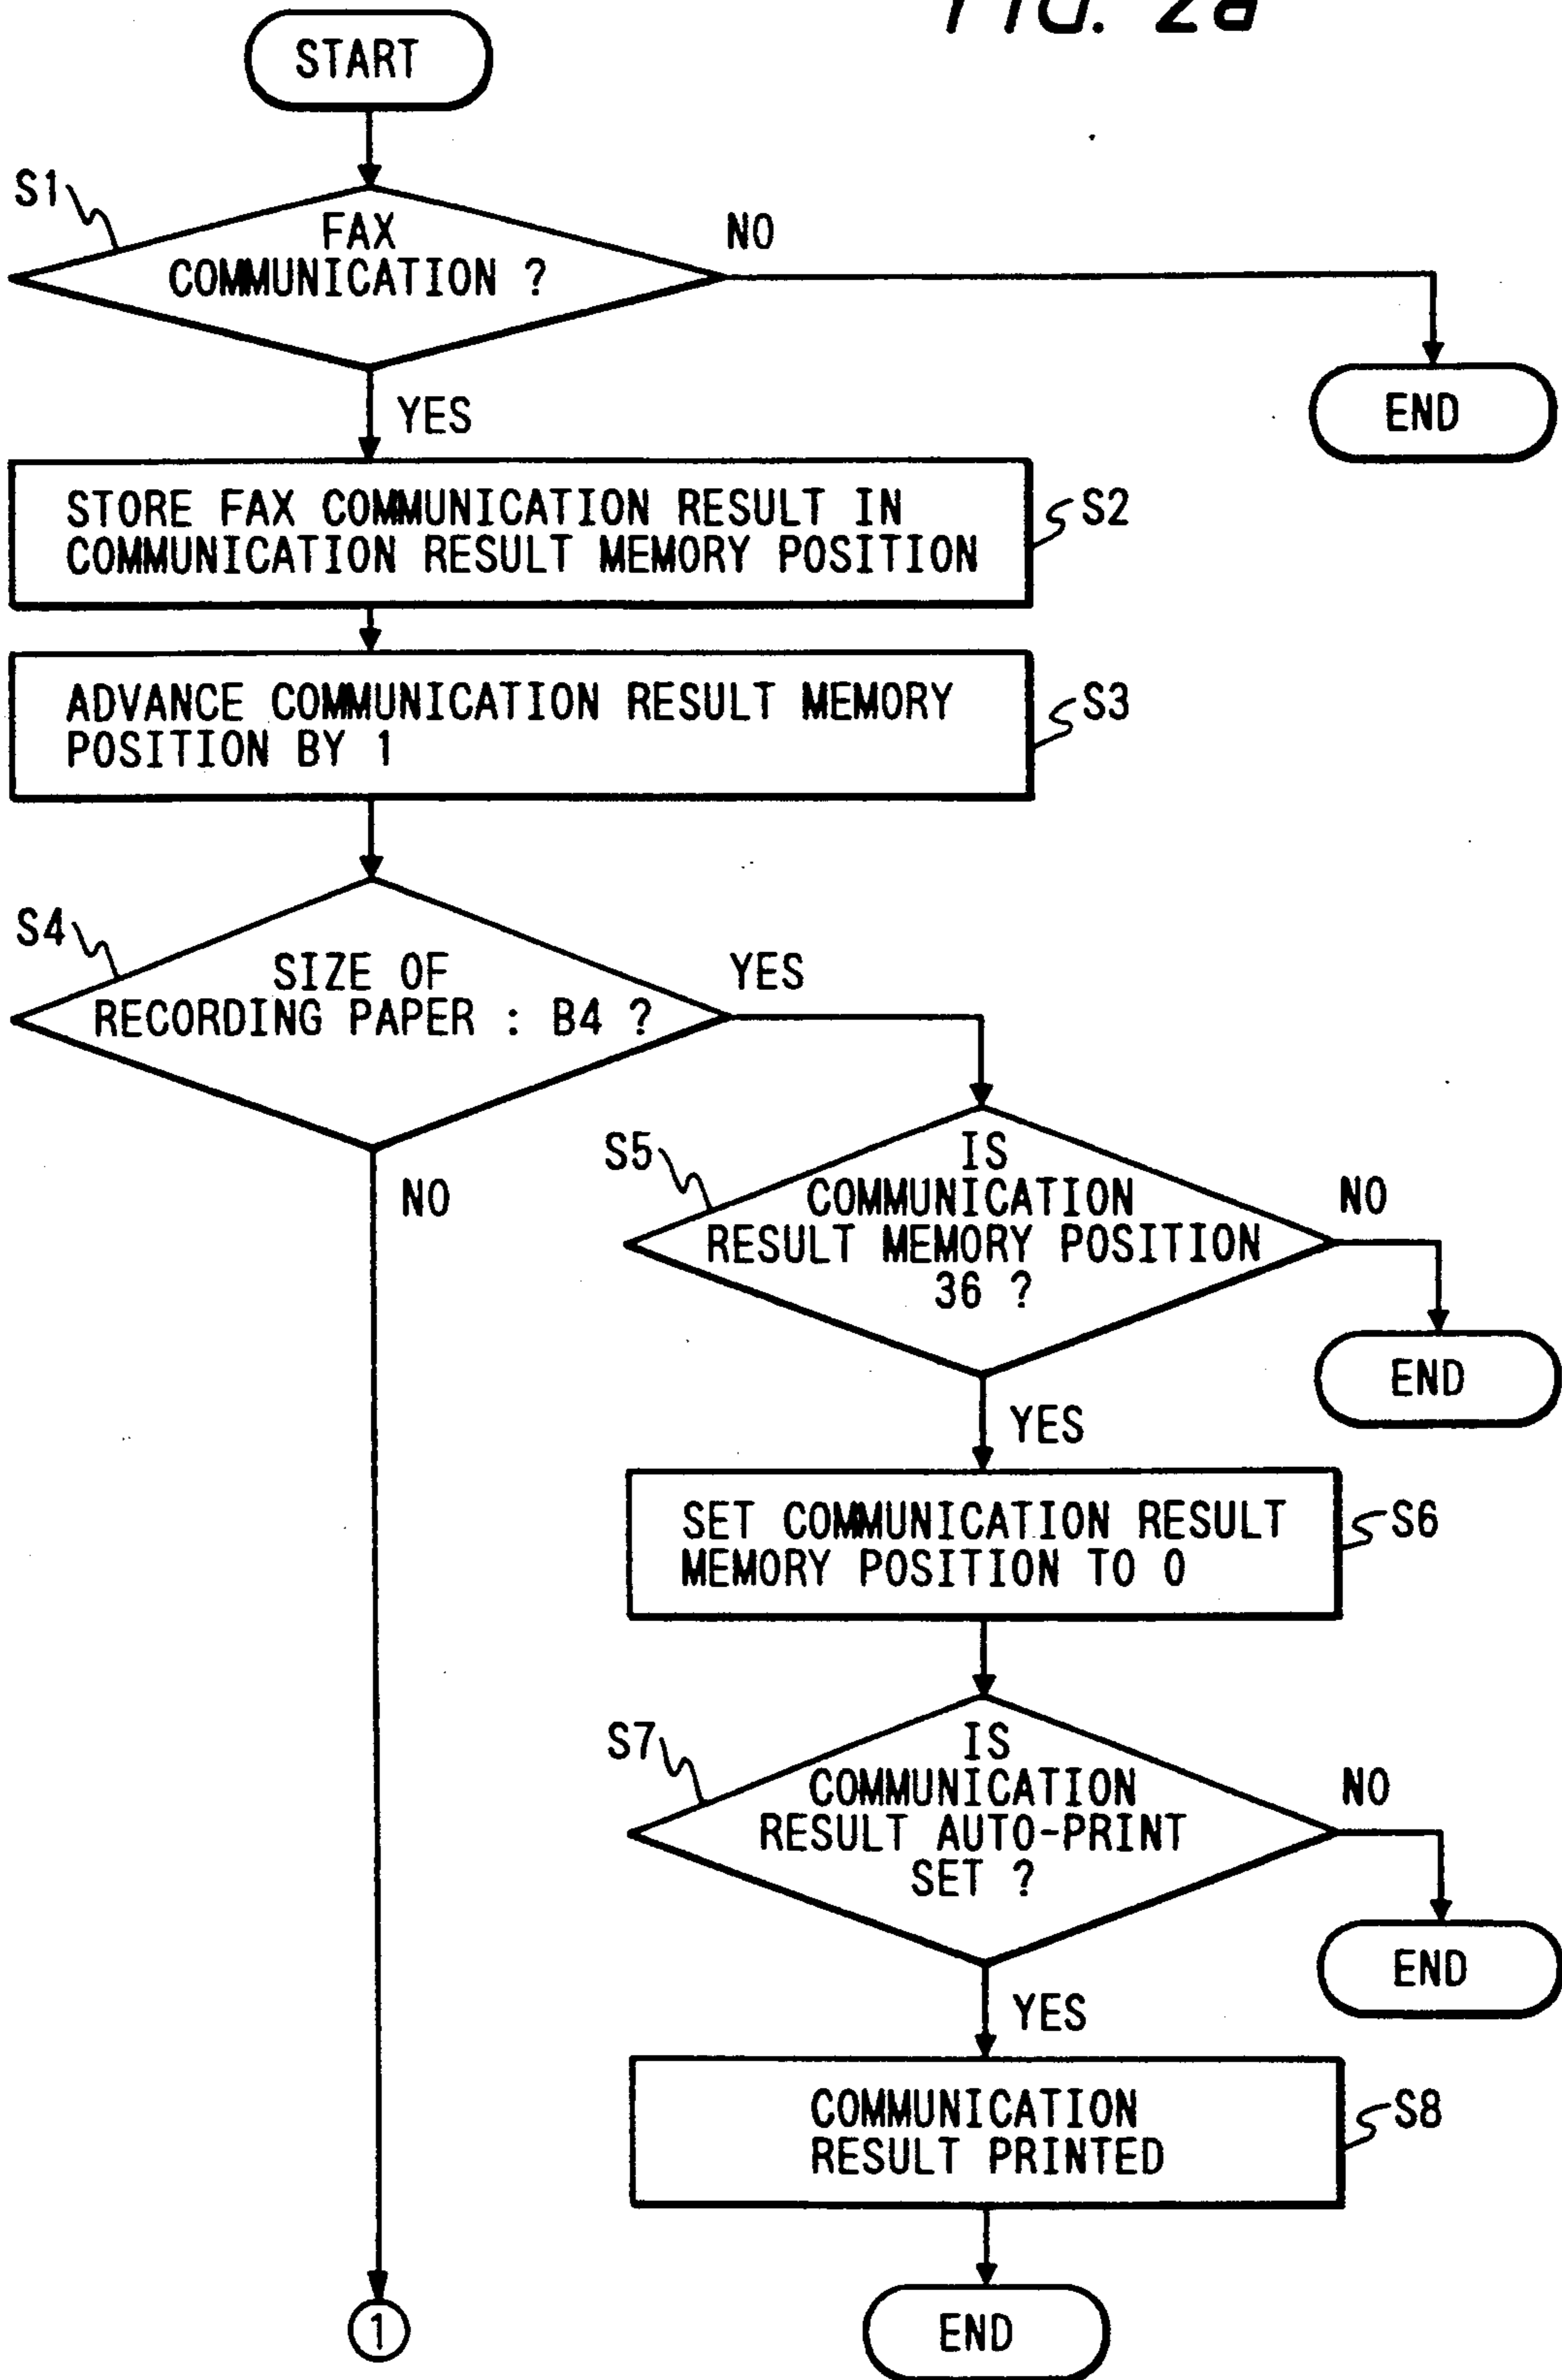 FIG. 2a
START
S1
FAX
COMMUNICATION ?
NO
END
YES
STORE FAX COMMUNICATION RESULT IN
COMMUNICATION RESULT MEMORY POSITION
S2
ADVANCE COMMUNICATION RESULT MEMORY
POSITION BY 1
S3
S4
SIZE OF
RECORDING PAPER : B4 ?
YES
NO
S5
IS
COMMUNICATION
RESULT MEMORY POSITION
36 ?
NO
END
YES
SET COMMUNICATION RESULT
MEMORY POSITION TO 0
S6
S7
IS
COMMUNICATION
RESULT AUTO-PRINT
SET ?
NO
END
YES
COMMUNICATION
RESULT PRINTED
S8
1
END